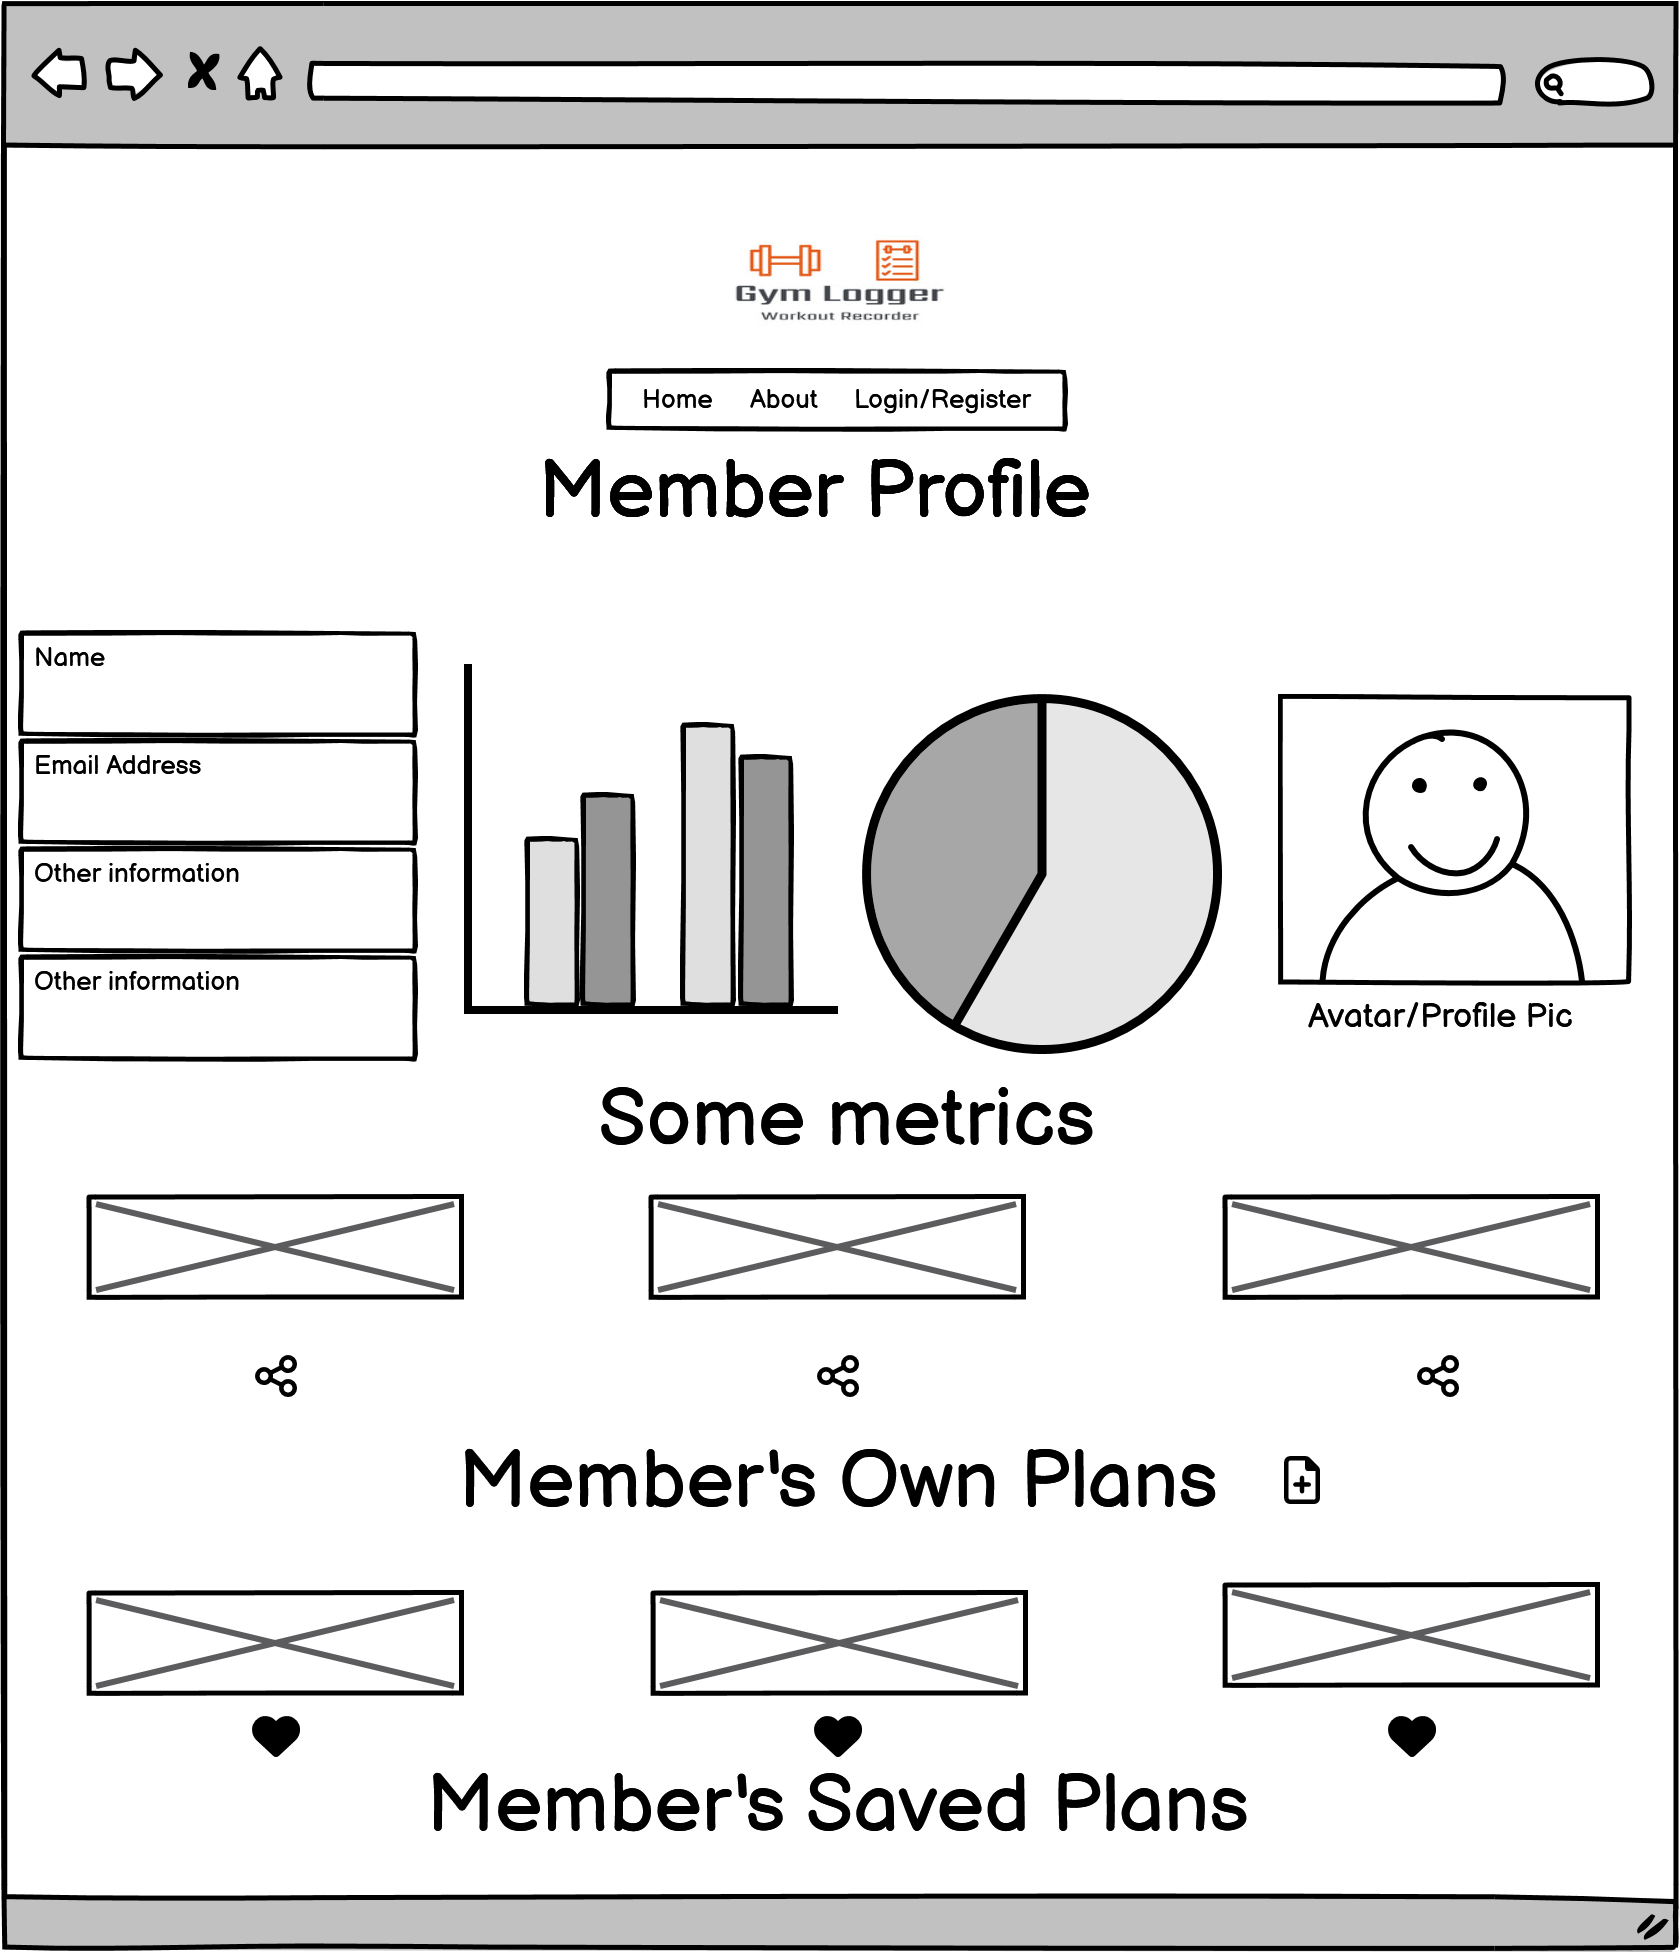 Gym Logger
Workout Recorder
Home About Login/Register
Member Profile
Name
Email Address
Other information
Other information
Avatar/Profile Pic
Some metrics
Member's Own Plans
Member's Saved Plans